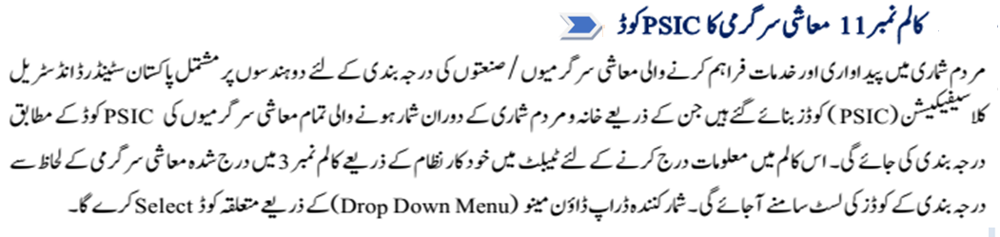 کالم نمبر 11 معاشی سرگرمی کا PSIC کوڈ
مردم شماری میں پیداواری اور خدمات فراہم کرنے والی معاشی سرگرمیوں / صنعتوں کی درجہ بندی کے لئے دو ہندسوں پر مشتمل پاکستان سٹینڈرڈ انڈسٹریل
کلاسیفیکیشن (PSIC) کوڈز بنائے گئے ہیں جن کے ذریعے خانہ و مردم شماری کے دوران شمار ہونے والی تمام معاشی سرگرمیوں کی PSIC کوڈ کے مطابق
درجہ بندی کی جائے گی۔ اس کالم میں معلومات درج کرنے کے لئے ٹیبلٹ میں خودکار نظام کے ذریعے کالم نمبر 3 میں درج شدہ معاشی سرگرمی کے لحاظ سے
درجہ بندی کے کوڈز کی لسٹ سامنے آجائے گی۔ شمار کنندہ ڈراپ ڈاؤن مینو (Drop Down Menu) کے ذریعے متعلقہ کوڈ Select کرے گا۔